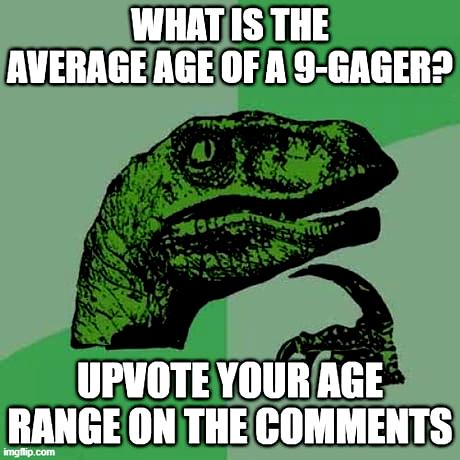 WHAT IS THE
AVERAGE AGE OF A 9-GAGER?
UPVOTE YOUR AGE
RANGE ON THE COMMENTS
imgflip.com